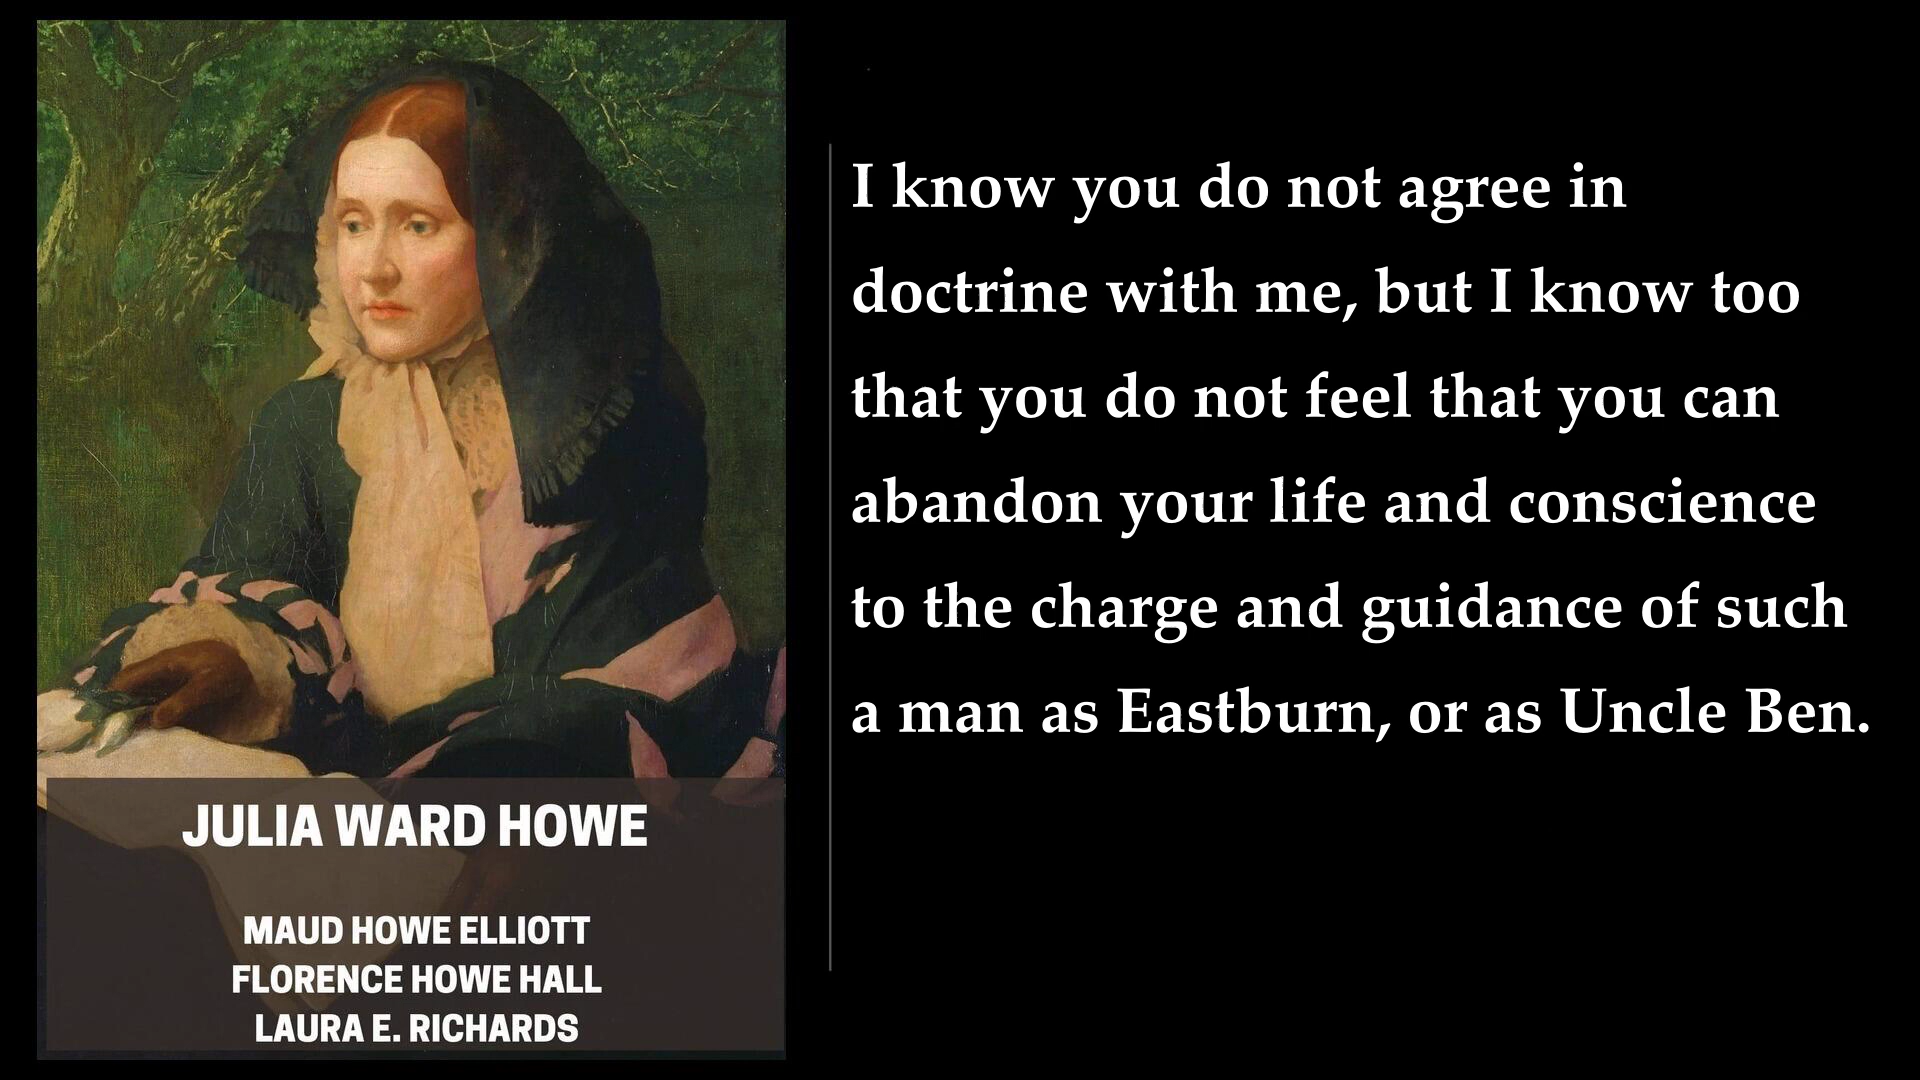 JULIA WARD HOWE
MAUD HOWE ELLIOTT
FLORENCE HOWE HALL
LAURA E. RICHARDS
I know you do not agree in
doctrine with me, but I know too
that you do not feel that you can
abandon your life and conscience
to the charge and guidance of such
a man as Eastburn, or as Uncle Ben.